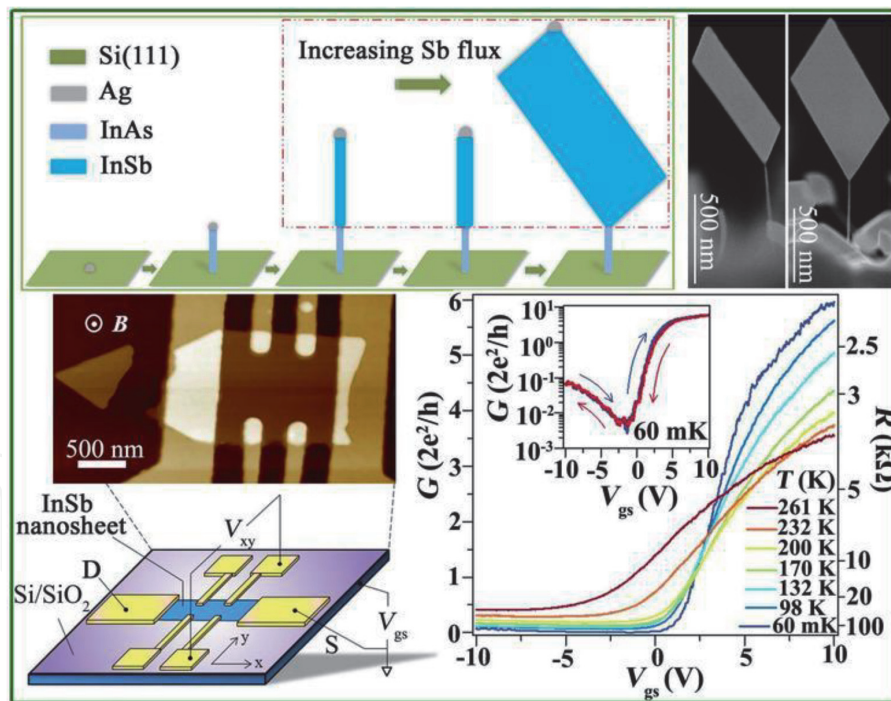 Si(111)
Ag
InAs
InSb
Increasing Sb flux
500 nm
500 nm
B
500 nm
InSb
nanosheet
Si/SiO2
D
Vxy
S
Vgs
y
x
G (2e²/h)
6
5
4
3
2
1
0
-10
-5
0
5
10
Vgs (V)
R (kΩ)
2.5
3
5
10
20
100
G (2e²/h)
10¹
10⁰
10⁻¹
10⁻²
10⁻³
-10
-5
0
5
10
Vgs (V)
60 mK
T (K)
261 K
232 K
200 K
170 K
132 K
98 K
60 mK